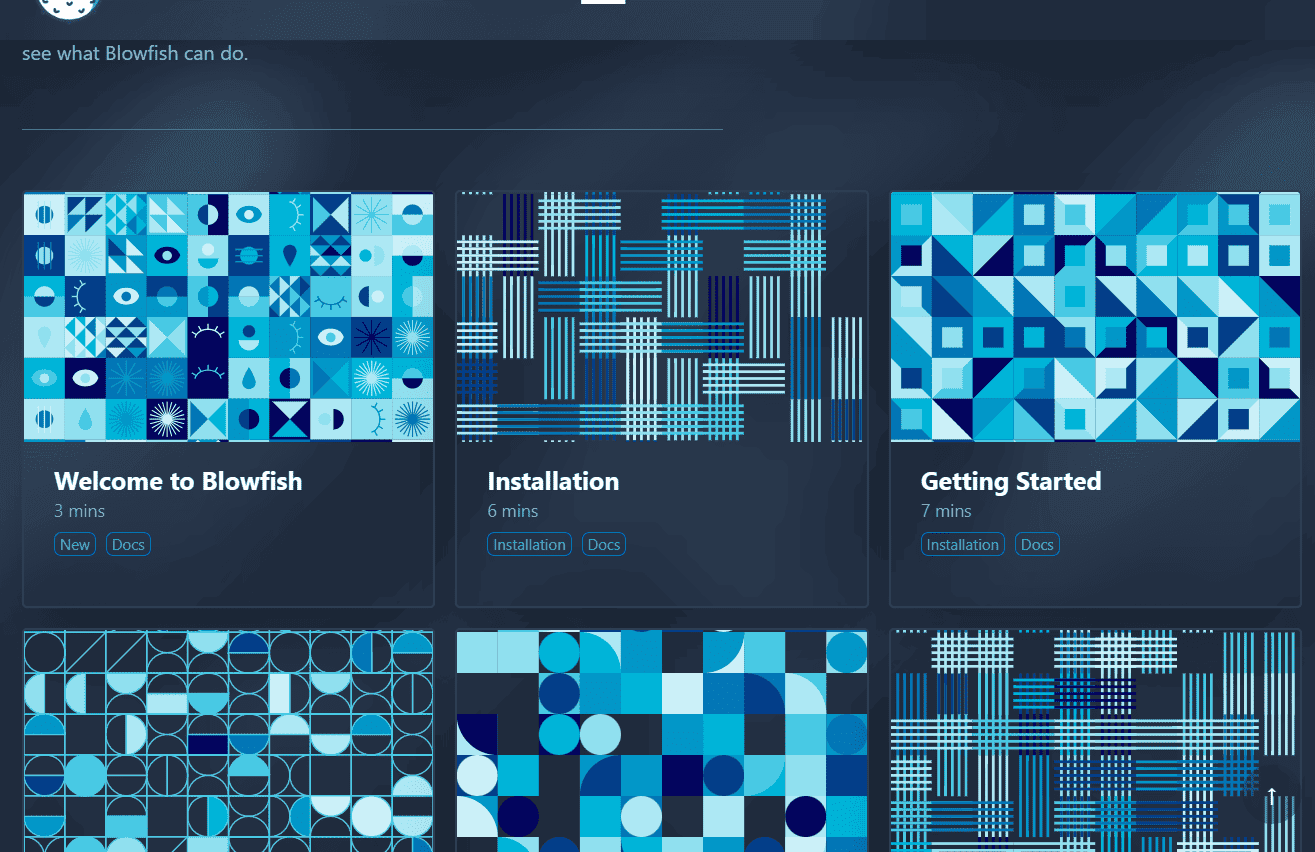 see what Blowfish can do.
Welcome to Blowfish
3 mins
New Docs
Installation
6 mins
Installation Docs
Getting Started
7 mins
Installation Docs